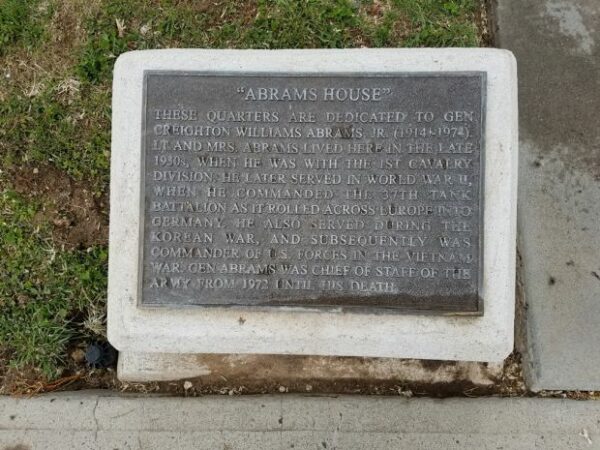 "ABRAMS HOUSE"
THESE QUARTERS ARE DEDICATED TO GEN
CREIGHTON WILLIAMS ABRAMS, JR. (1914-1974).
LT AND MRS. ABRAMS LIVED HERE IN THE LATE
1930s, WHEN HE WAS WITH THE 1ST CAVALRY
DIVISION. HE LATER SERVED IN WORLD WAR II,
WHEN HE COMMANDED THE 37TH TANK
BATTALION AS IT ROLLED ACROSS EUROPE INTO
GERMANY. HE ALSO SERVED DURING THE
KOREAN WAR, AND SUBSEQUENTLY WAS
COMMANDER OF U.S. FORCES IN THE VIETNAM
WAR. GEN ABRAMS WAS CHIEF OF STAFF OF THE
ARMY FROM 1972 UNTIL HIS DEATH.